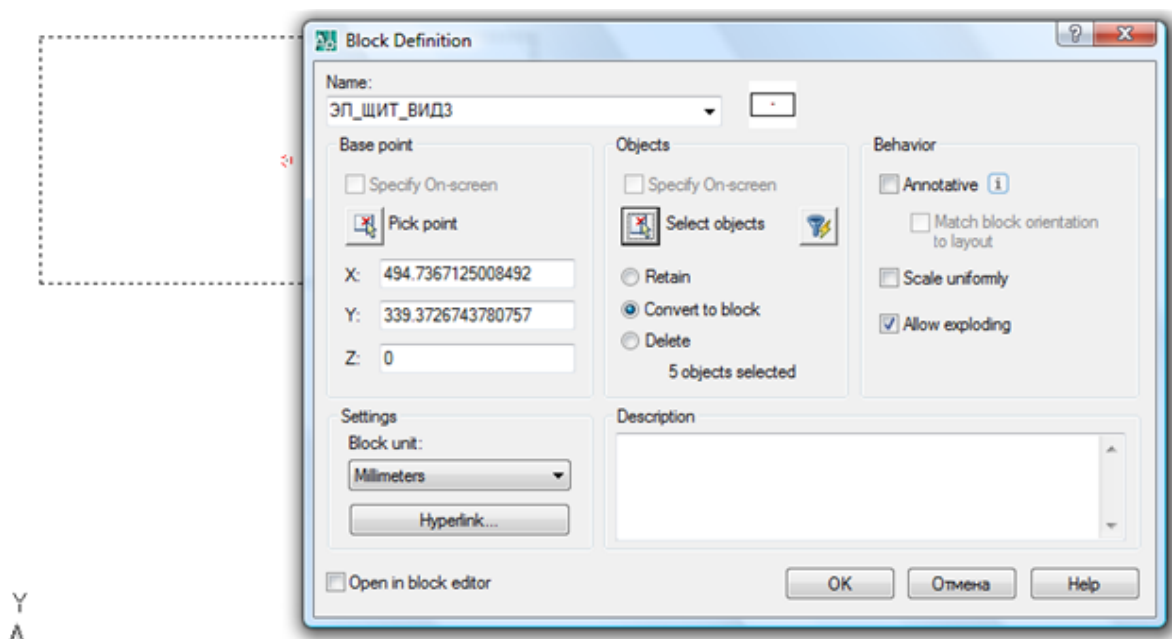 Block Definition
Name:
ЭП_ЩИТ_ВИД3
Base point
Specify On-screen
Pick point
X: 494.7367125008492
Y: 339.3726743780757
Z: 0
Objects
Specify On-screen
Select objects
Retain
Convert to block
Delete
5 objects selected
Behavior
Annotative
Match block orientation
to layout
Scale uniformly
Allow exploding
Settings
Block unit:
Millimeters
Hyperlink...
Description
Open in block editor
OK
Отмена
Help
Y